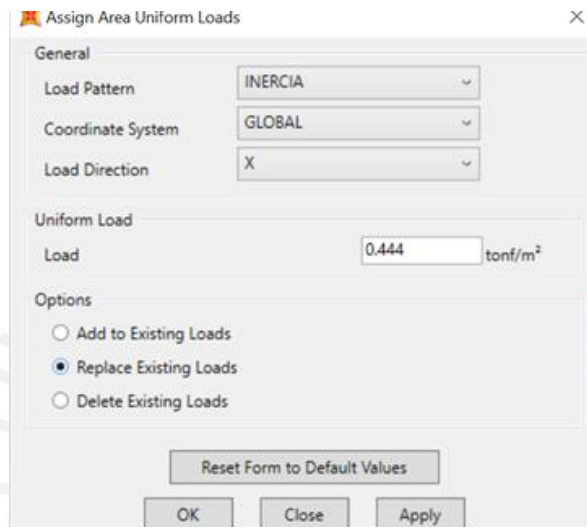 Assign Area Uniform Loads
General
Load Pattern INERCIA
Coordinate System GLOBAL
Load Direction X
Uniform Load
Load 0.444 tonf/m²
Options
Add to Existing Loads
Replace Existing Loads
Delete Existing Loads
Reset Form to Default Values
OK Close Apply